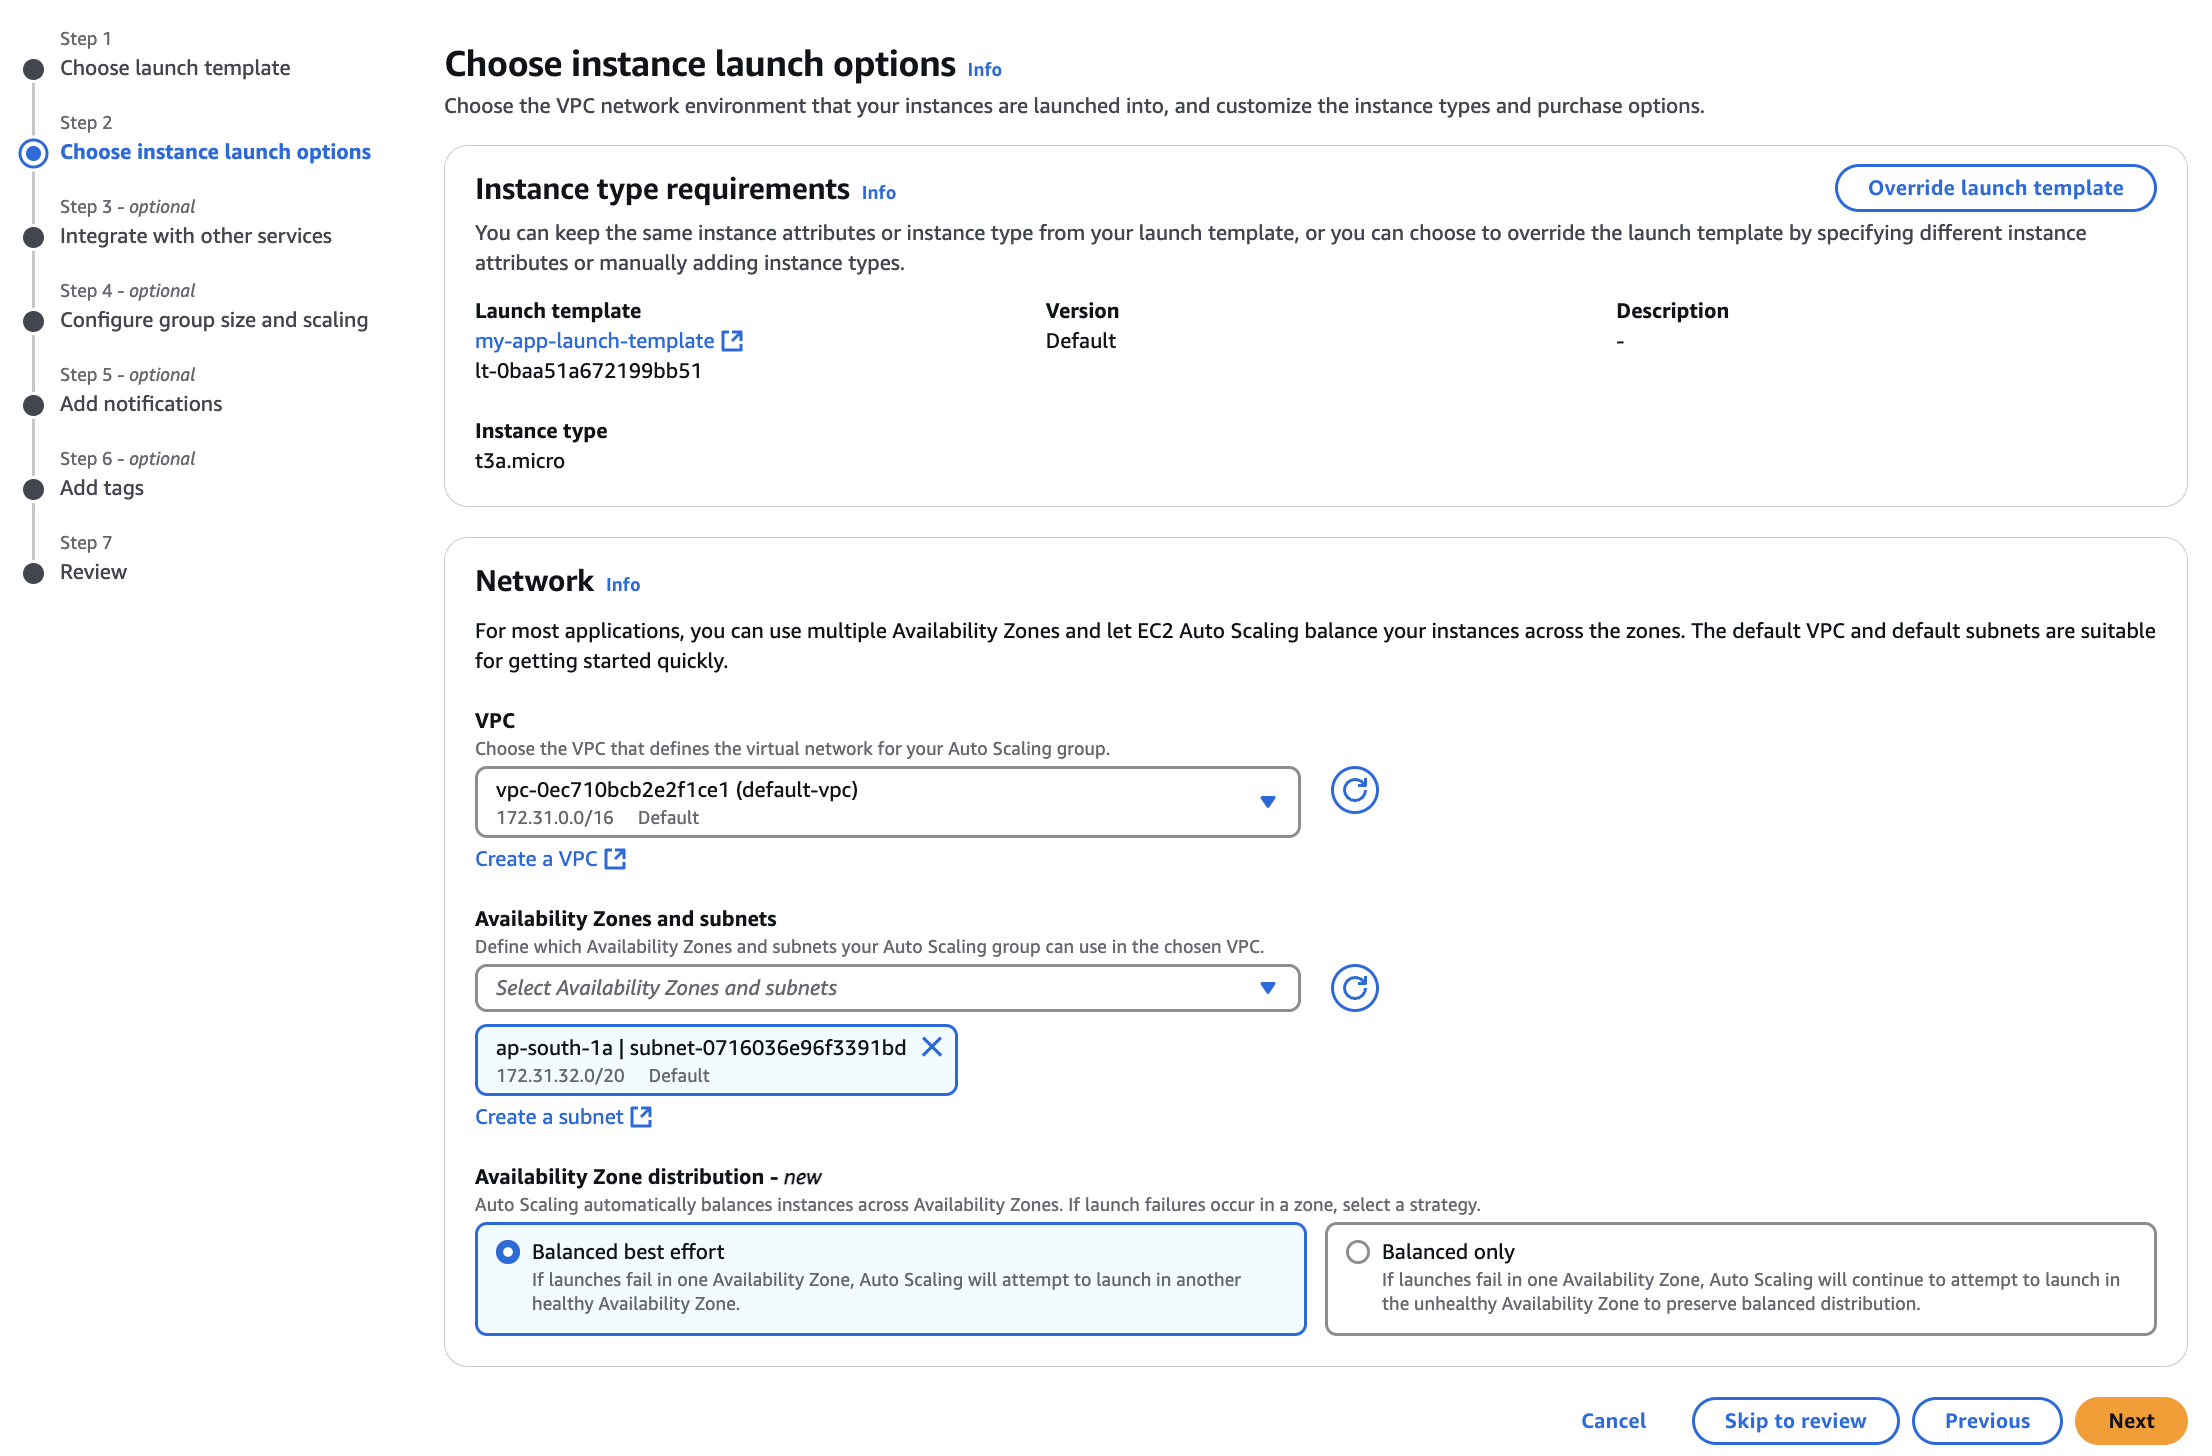 Step 1
Choose launch template
Step 2
Choose instance launch options
Step 3 - optional
Integrate with other services
Step 4 - optional
Configure group size and scaling
Step 5 - optional
Add notifications
Step 6 - optional
Add tags
Step 7
Review
Choose instance launch options Info
Choose the VPC network environment that your instances are launched into, and customize the instance types and purchase options.
Instance type requirements Info
Override launch template
You can keep the same instance attributes or instance type from your launch template, or you can choose to override the launch template by specifying different instance
attributes or manually adding instance types.
Launch template
my-app-launch-template
lt-0baa51a672199bb51
Version
Default
Description
-
Instance type
t3a.micro
Network Info
For most applications, you can use multiple Availability Zones and let EC2 Auto Scaling balance your instances across the zones. The default VPC and default subnets are suitable
for getting started quickly.
VPC
Choose the VPC that defines the virtual network for your Auto Scaling group.
vpc-0ec710bcb2e2f1ce1 (default-vpc)
172.31.0.0/16 Default
Create a VPC
Availability Zones and subnets
Define which Availability Zones and subnets your Auto Scaling group can use in the chosen VPC.
Select Availability Zones and subnets
ap-south-1a | subnet-0716036e96f3391bd
172.31.32.0/20 Default
Create a subnet
Availability Zone distribution - new
Auto Scaling automatically balances instances across Availability Zones. If launch failures occur in a zone, select a strategy.
Balanced best effort
If launches fail in one Availability Zone, Auto Scaling will attempt to launch in another
healthy Availability Zone.
Balanced only
If launches fail in one Availability Zone, Auto Scaling will continue to attempt to launch in
the unhealthy Availability Zone to preserve balanced distribution.
Cancel
Skip to review
Previous
Next